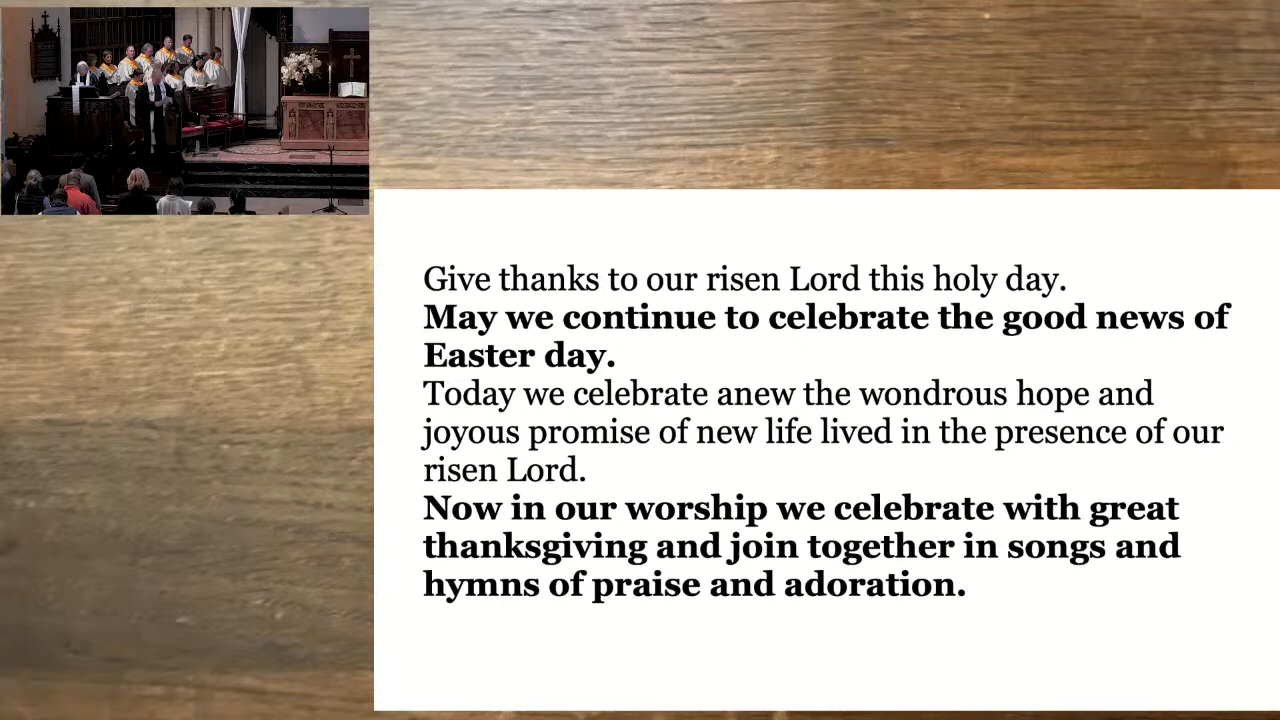 Give thanks to our risen Lord this holy day.
May we continue to celebrate the good news of
Easter day.
Today we celebrate anew the wondrous hope and
joyous promise of new life lived in the presence of our
risen Lord.
Now in our worship we celebrate with great
thanksgiving and join together in songs and
hymns of praise and adoration.